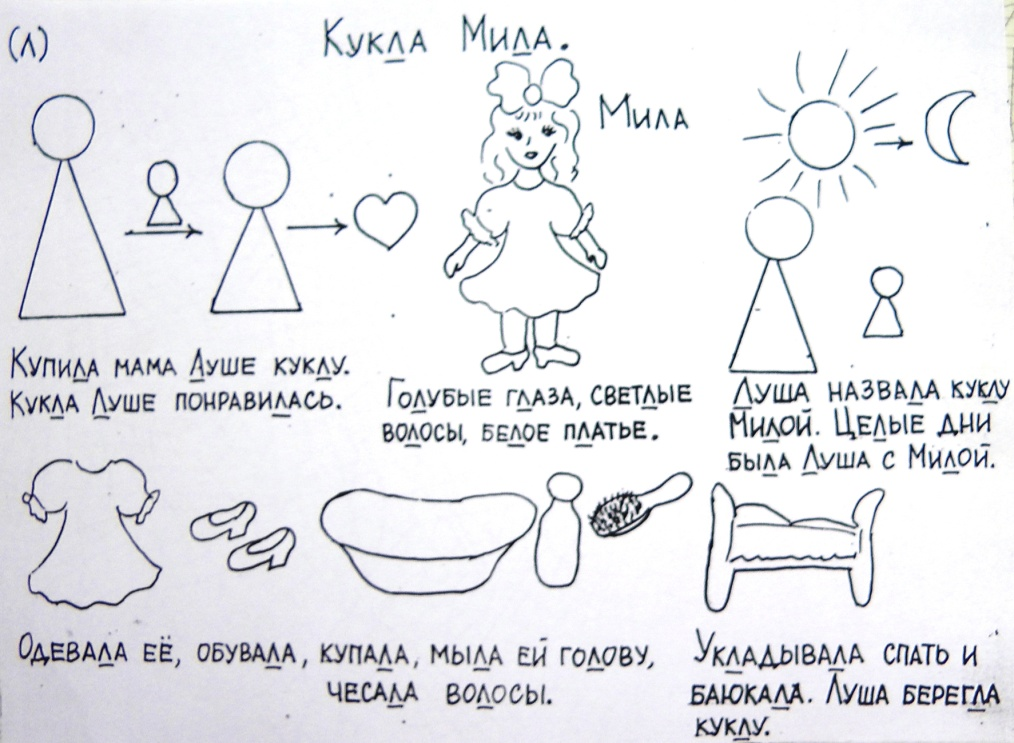 (Л)
Кукла Мила.
Мила
Купила мама Луше куклу.
Кукла Луше понравилась.
Голубые глаза, светлые
волосы, белое платье.
Луша назвала куклу
Милой. Целые дни
была Луша с Милой.
Одевала её, обувала, купала, мыла ей голову,
чесала волосы.
Укладывала спать и
баюкала. Луша берегла
куклу.